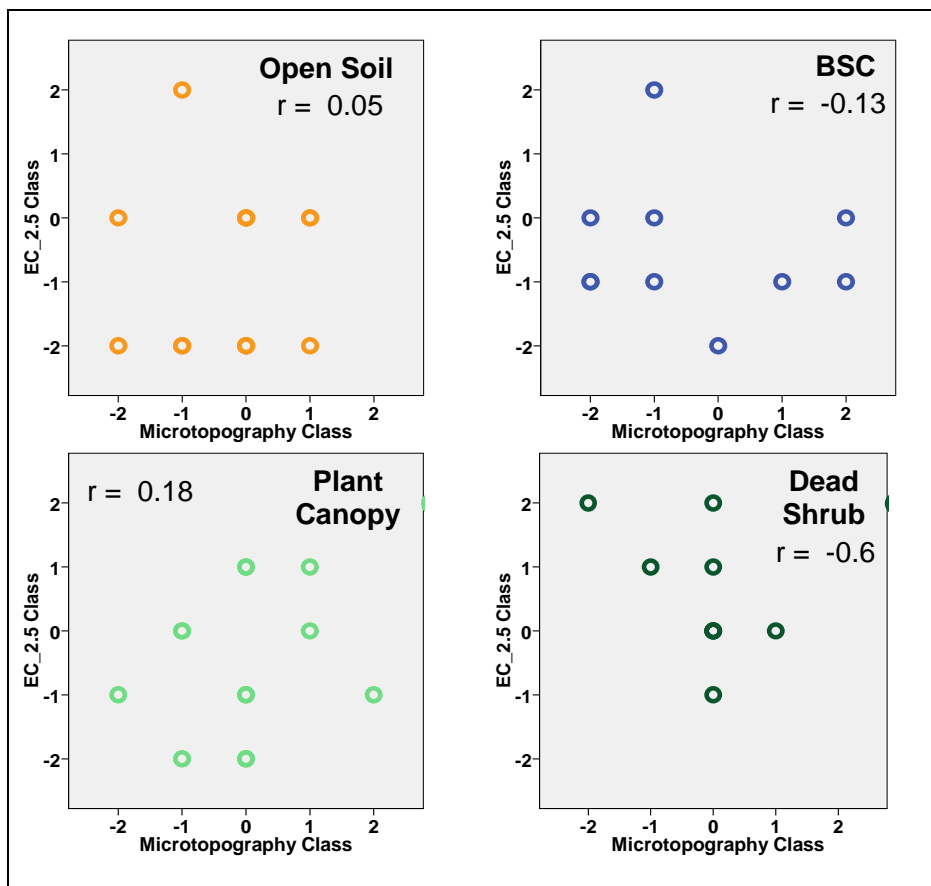 Open Soil
r = 0.05
EC_2.5 Class
2
1
0
-1
-2
-2 -1 0 1 2
Microtopography Class
BSC
r = -0.13
EC_2.5 Class
2
1
0
-1
-2
-2 -1 0 1 2
Microtopography Class
r = 0.18
Plant
Canopy
EC_2.5 Class
2
1
0
-1
-2
-2 -1 0 1 2
Microtopography Class
Dead
Shrub
r = -0.6
EC_2.5 Class
2
1
0
-1
-2
-2 -1 0 1 2
Microtopography Class